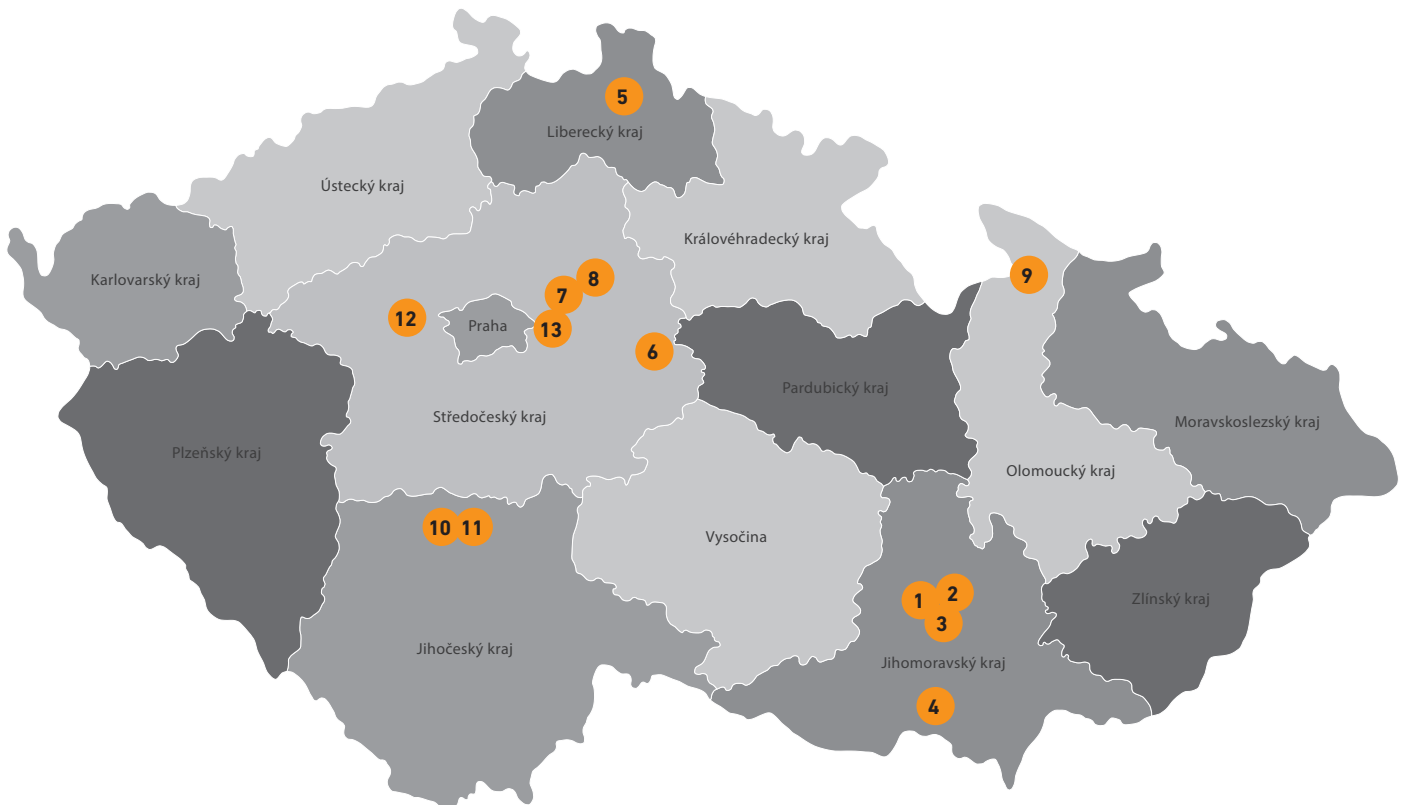 5
Liberecký kraj
Ústecký kraj
Královéhradecký kraj
Karlovarský kraj
8
9
7
12
Praha
13
6
Pardubický kraj
Středočeský kraj
Moravskoslezský kraj
Plzeňský kraj
Olomoucký kraj
10
11
Vysočina
2
1
Zlínský kraj
3
Jihočeský kraj
Jihomoravský kraj
4